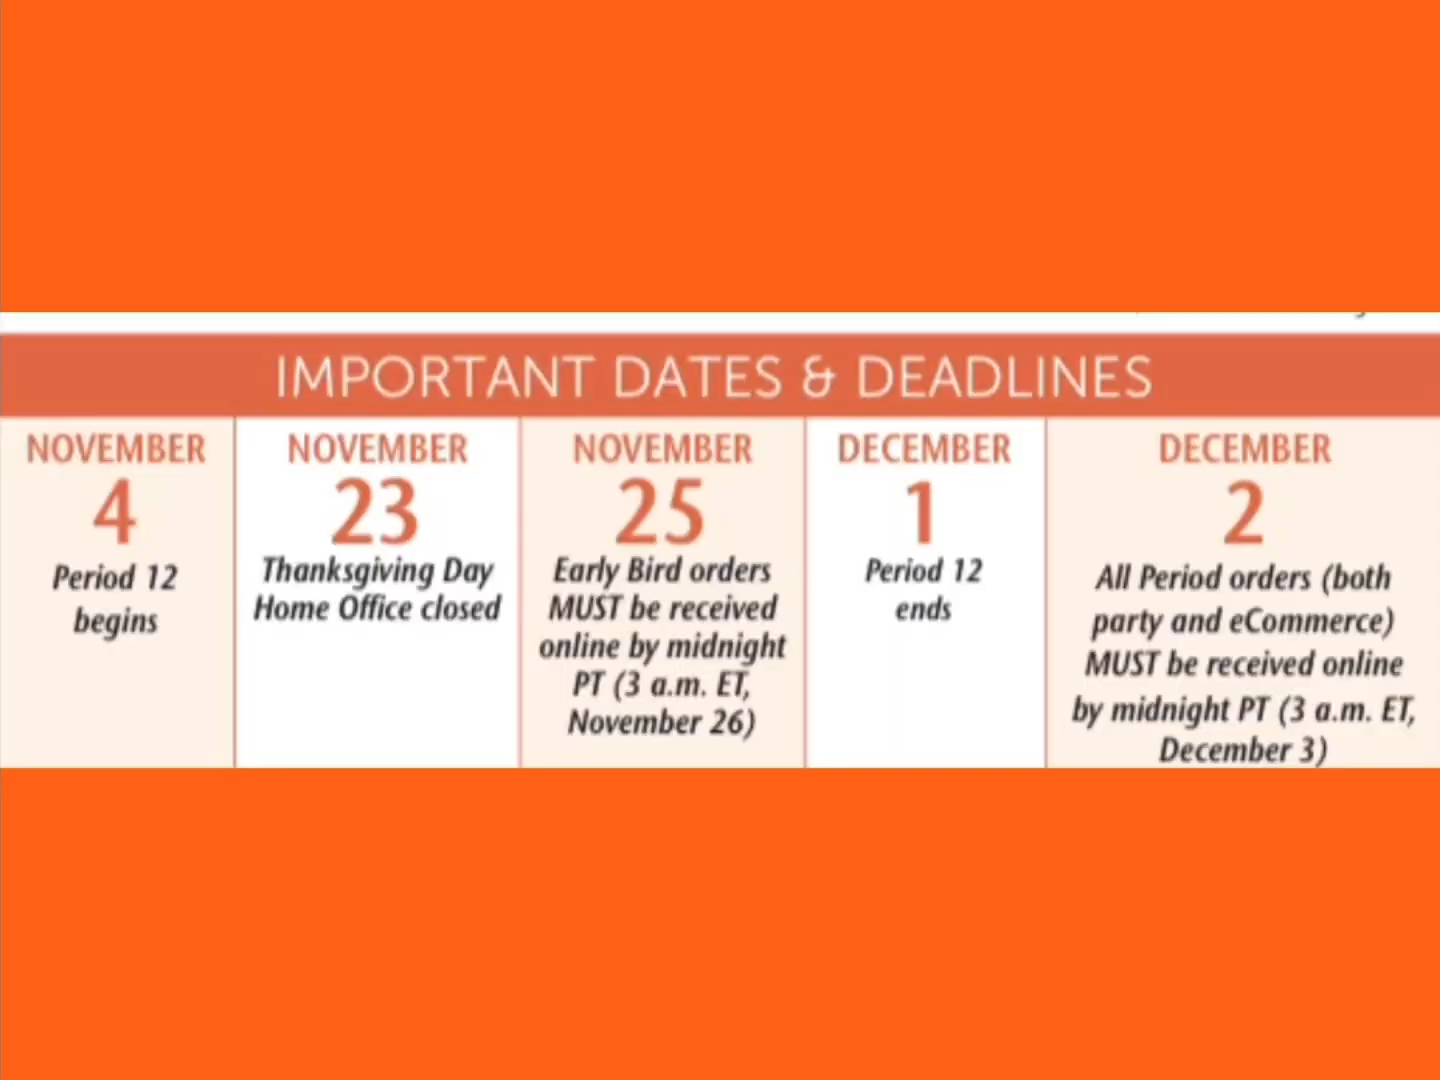 IMPORTANT DATES & DEADLINES
NOVEMBER
4
Period 12
begins
NOVEMBER
23
Thanksgiving Day
Home Office closed
NOVEMBER
25
Early Bird orders
MUST be received
online by midnight
PT (3 a.m. ET,
November 26)
DECEMBER
1
Period 12
ends
DECEMBER
2
All Period orders (both
party and eCommerce)
MUST be received online
by midnight PT (3 a.m. ET,
December 3)